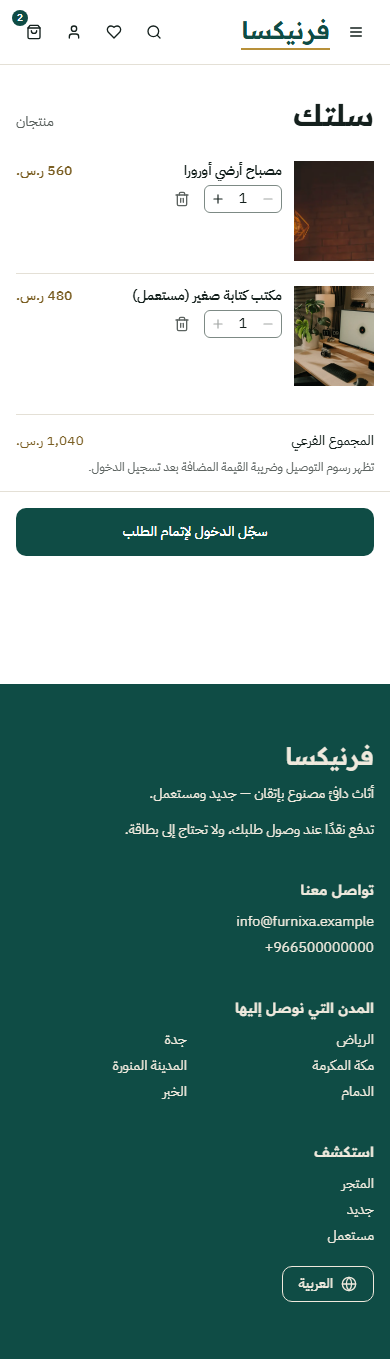 فرنيكسا
2
سلتك
منتجان
مصباح أرضي أورورا
560 ر.س.
1
مكتب كتابة صغير (مستعمل)
480 ر.س.
1
المجموع الفرعي
1,040 ر.س.
تظهر رسوم التوصيل وضريبة القيمة المضافة بعد تسجيل الدخول.
سجّل الدخول لإتمام الطلب
فرنيكسا
أثاث دافئ مصنوع بإتقان — جديد ومستعمل.
تدفع نقدًا عند وصول طلبك، ولا تحتاج إلى بطاقة.
تواصل معنا
info@furnixa.example
+966500000000
المدن التي نوصل إليها
الرياض
جدة
مكة المكرمة
المدينة المنورة
الدمام
الخبر
استكشف
المتجر
جديد
مستعمل
العربية